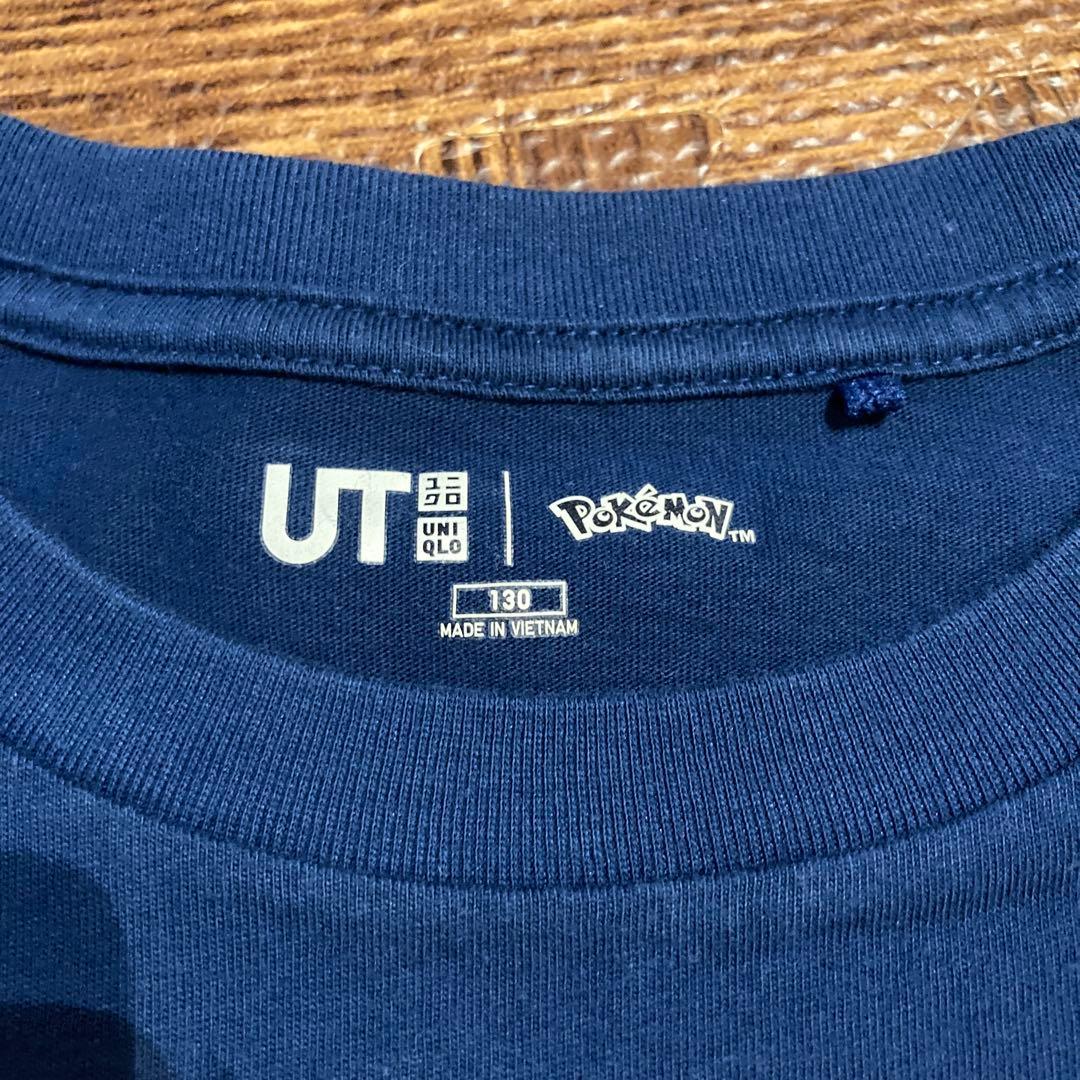 UT
ユニ
クロ
UNI
QLO
POKéMON™
130
MADE IN VIETNAM